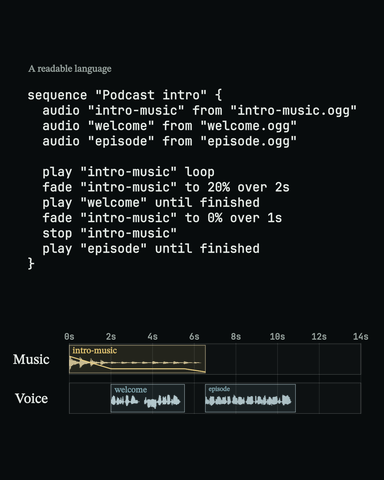 A readable language
sequence "Podcast intro" {
  audio "intro-music" from "intro-music.ogg"
  audio "welcome" from "welcome.ogg"
  audio "episode" from "episode.ogg"

  play "intro-music" loop
  fade "intro-music" to 20% over 2s
  play "welcome" until finished
  fade "intro-music" to 0% over 1s
  stop "intro-music"
  play "episode" until finished
}
0s 2s 4s 6s 8s 10s 12s 14s
Music intro-music
Voice welcome episode